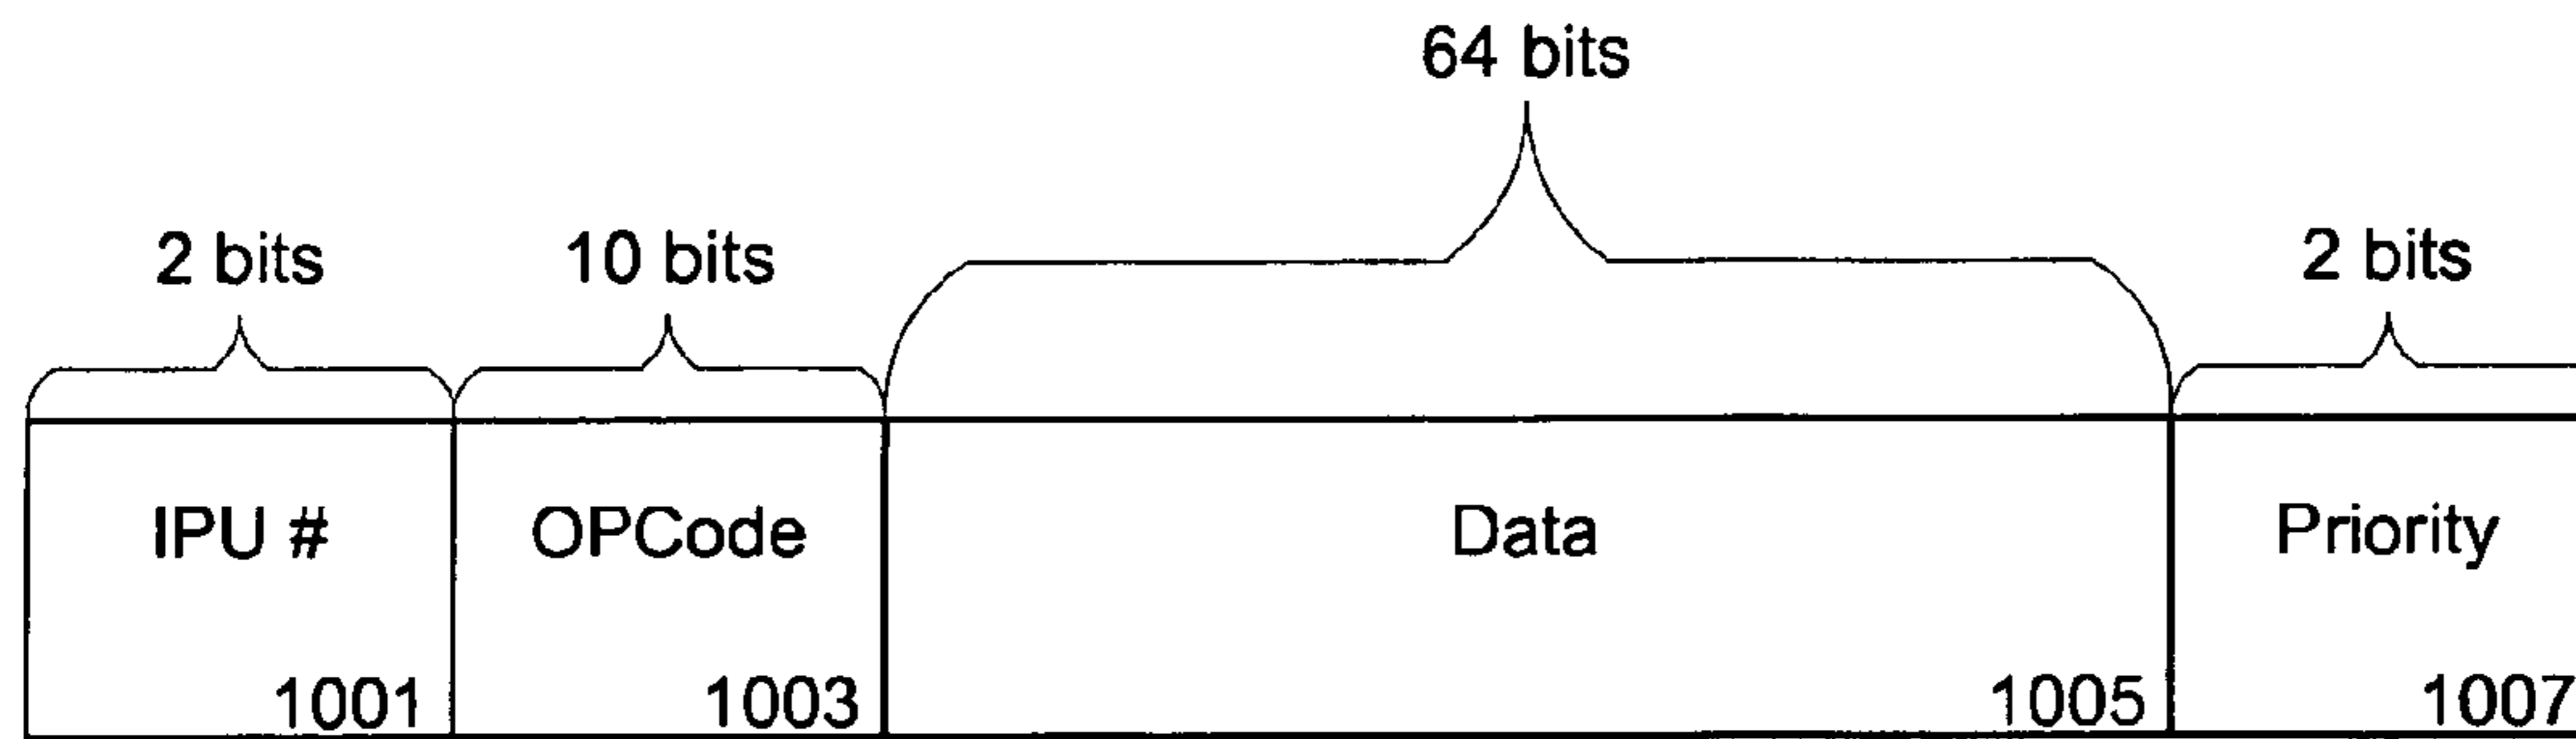 64 bits
2 bits 10 bits 2 bits
IPU # OPCode Data Priority
1001 1003 1005 1007